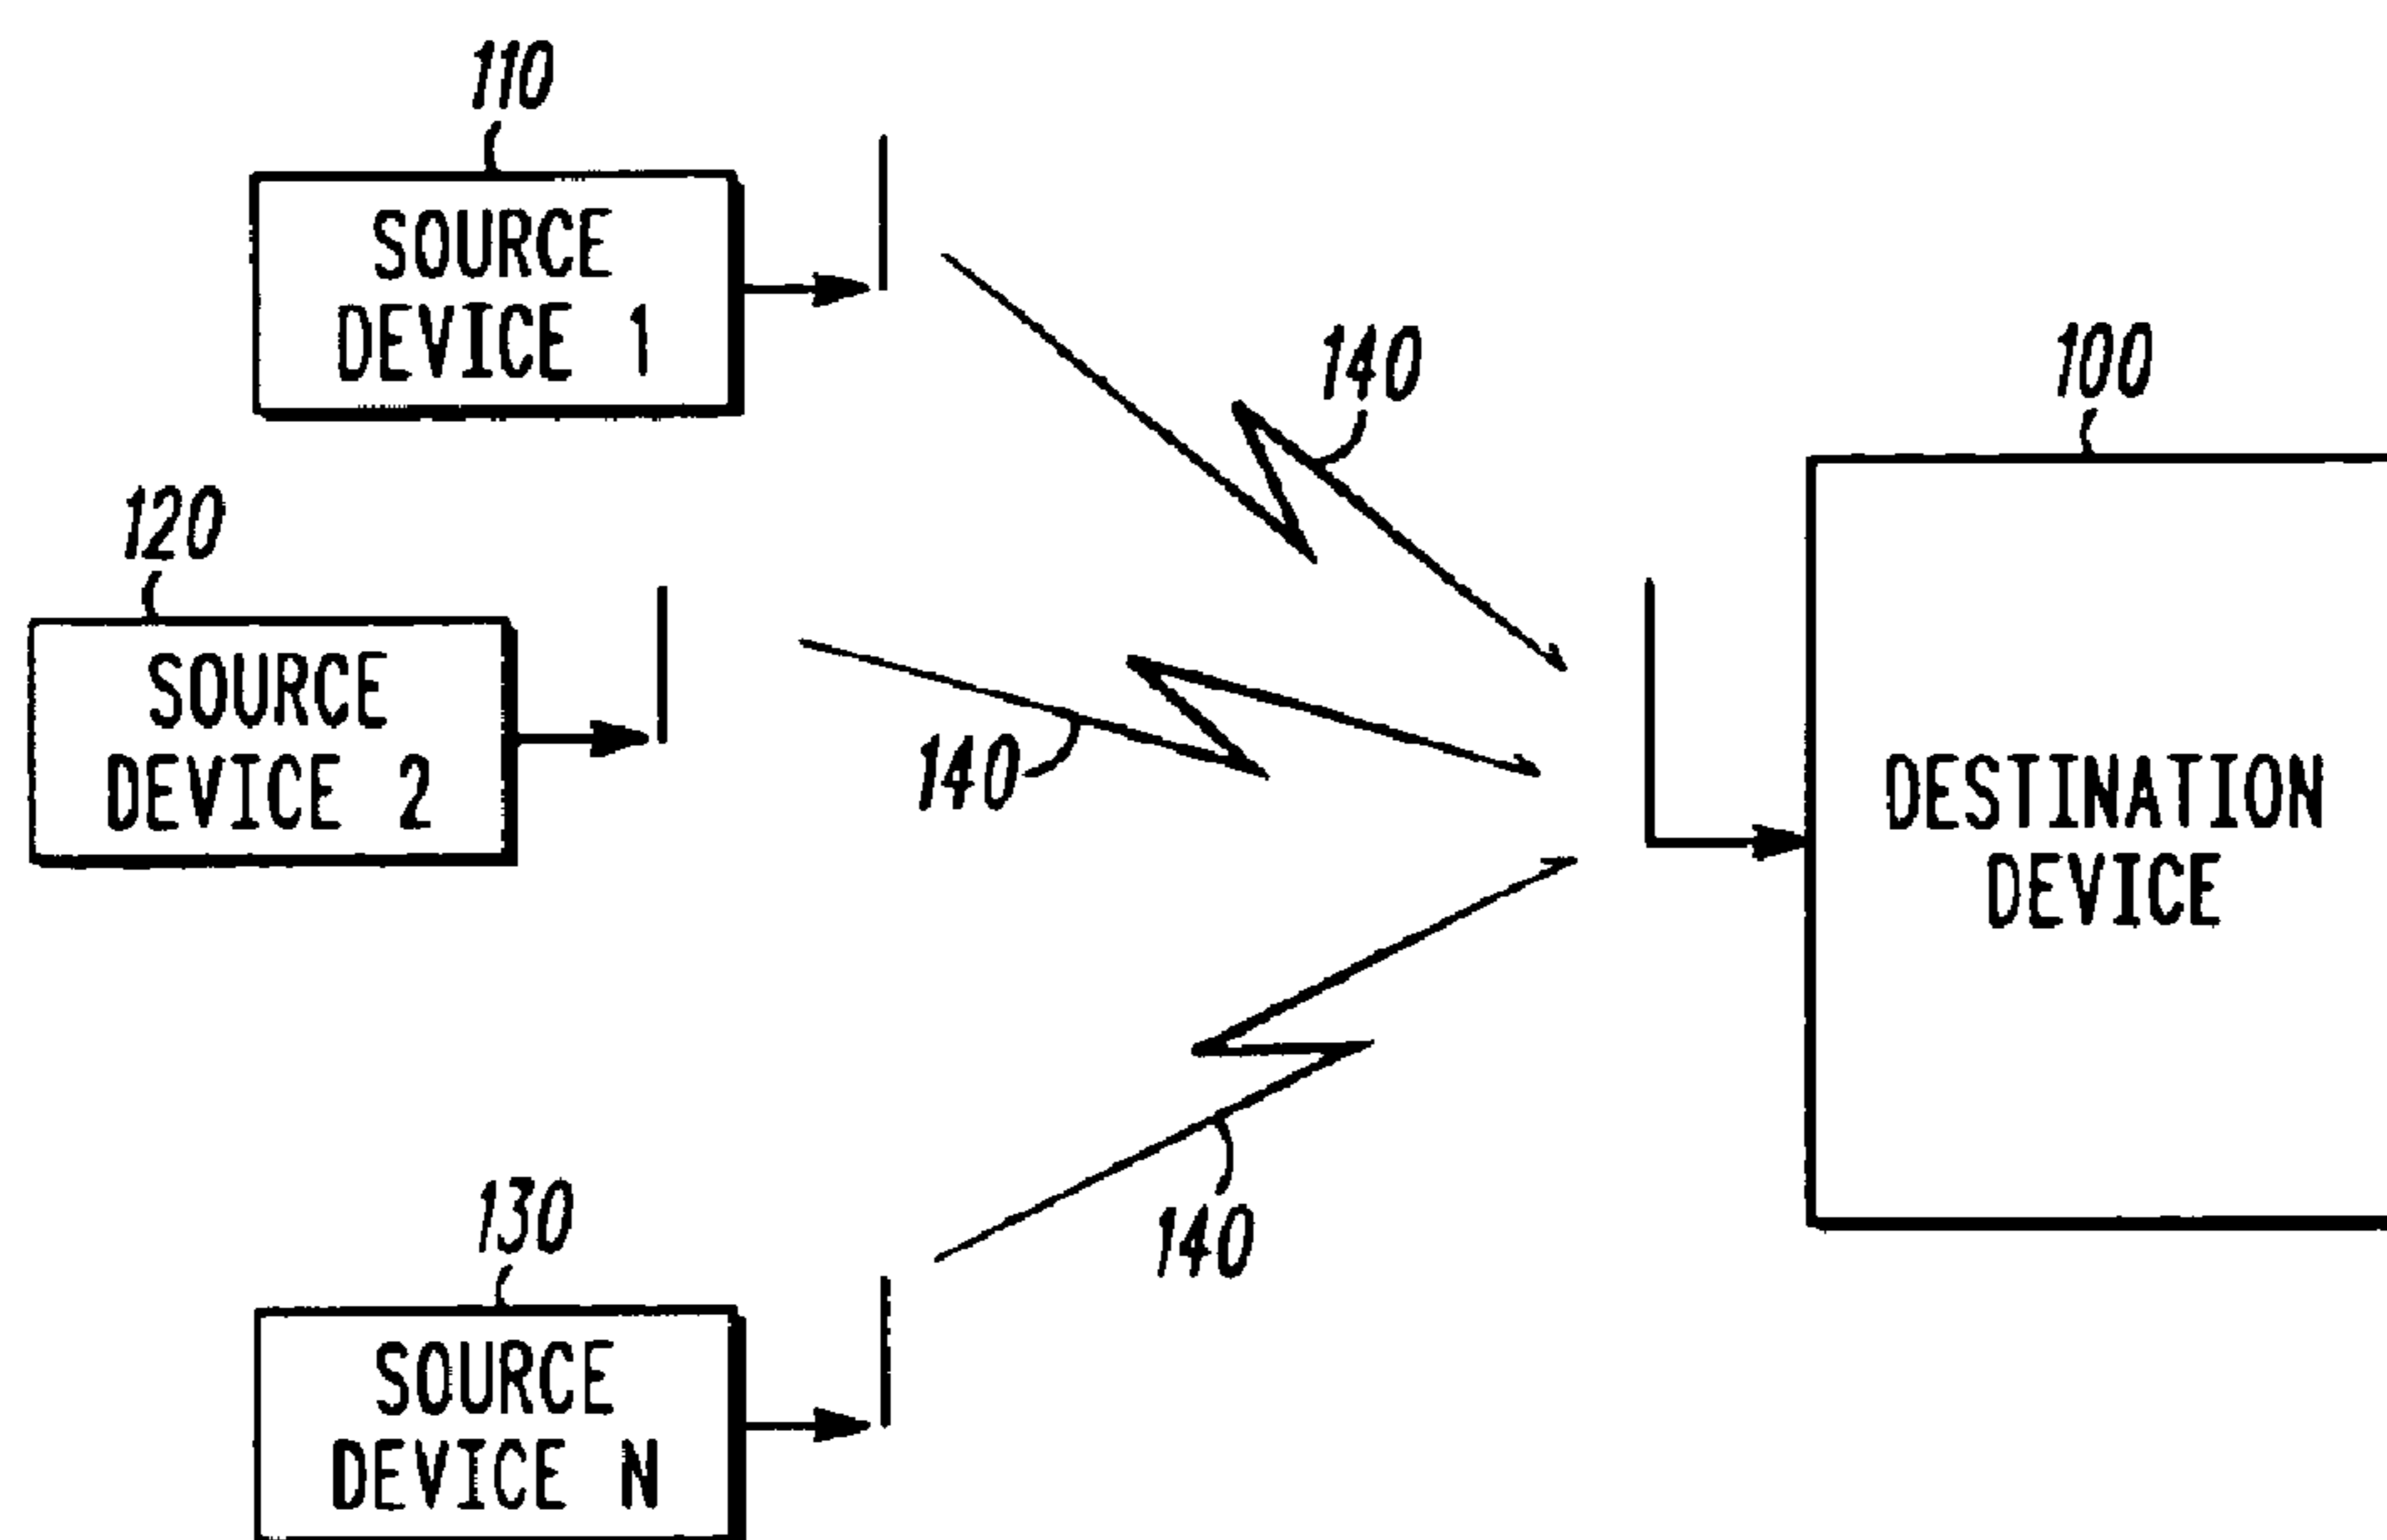 110
SOURCE
DEVICE 1
140
100
120
SOURCE
DEVICE 2
140
DESTINATION
DEVICE
130
SOURCE
DEVICE N
140